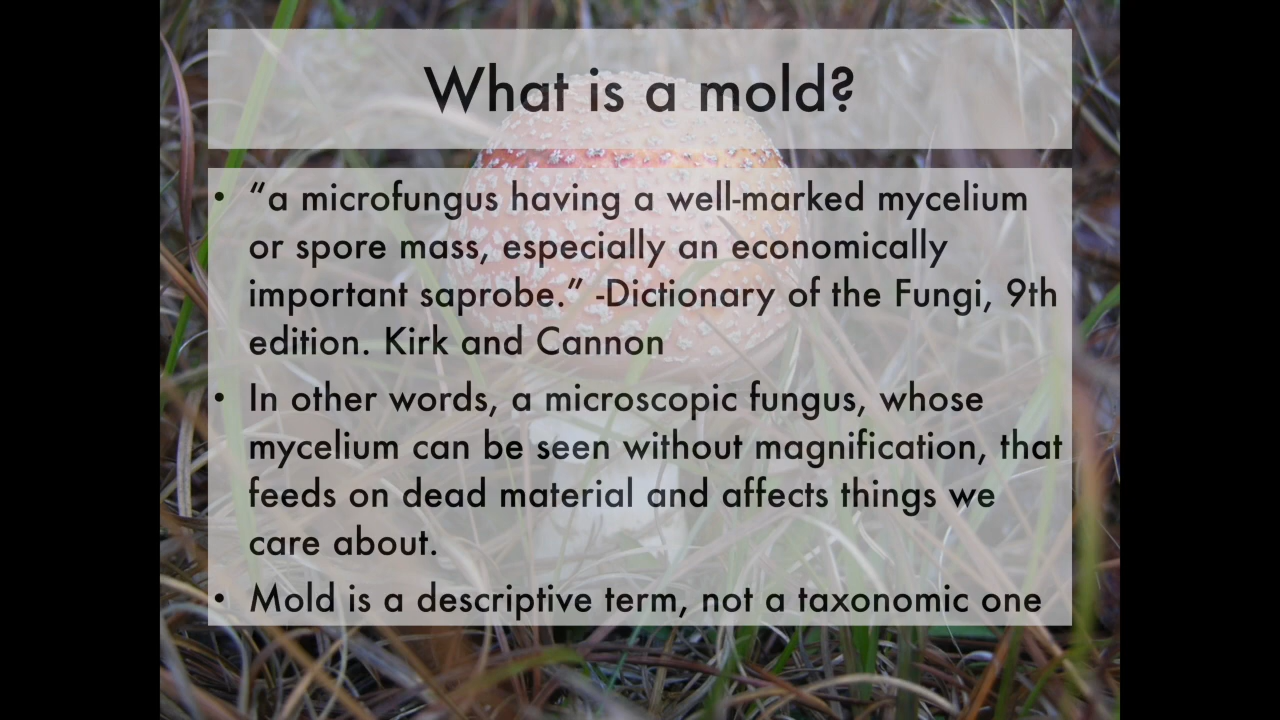 What is a mold?
• “a microfungus having a well-marked mycelium
or spore mass, especially an economically
important saprobe.” -Dictionary of the Fungi, 9th
edition. Kirk and Cannon
• In other words, a microscopic fungus, whose
mycelium can be seen without magnification, that
feeds on dead material and affects things we
care about.
• Mold is a descriptive term, not a taxonomic one